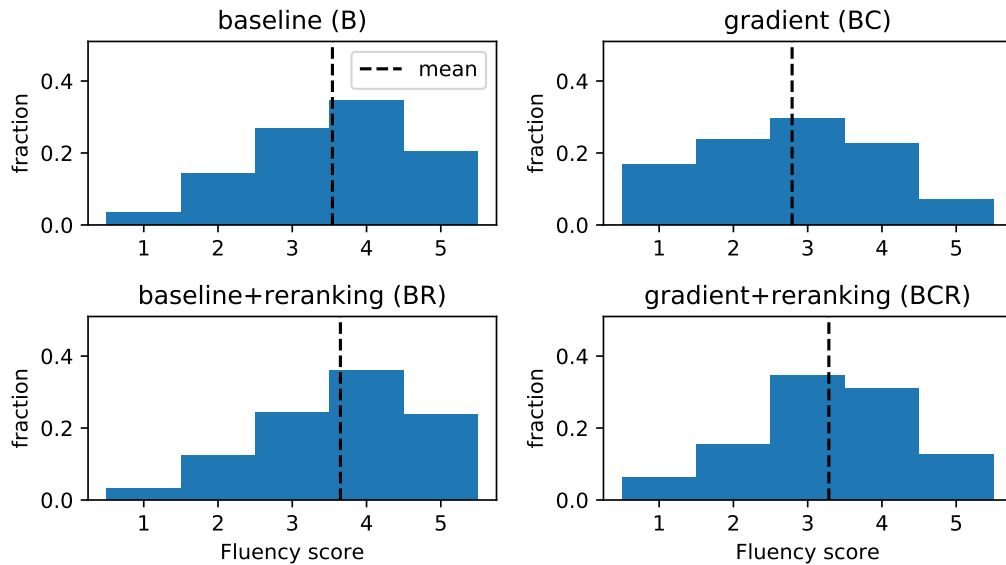 baseline (B)
mean
fraction
0.4
0.2
0.0
1 2 3 4 5
gradient (BC)
fraction
0.4
0.2
0.0
1 2 3 4 5
baseline+reranking (BR)
fraction
0.4
0.2
0.0
1 2 3 4 5
Fluency score
gradient+reranking (BCR)
fraction
0.4
0.2
0.0
1 2 3 4 5
Fluency score